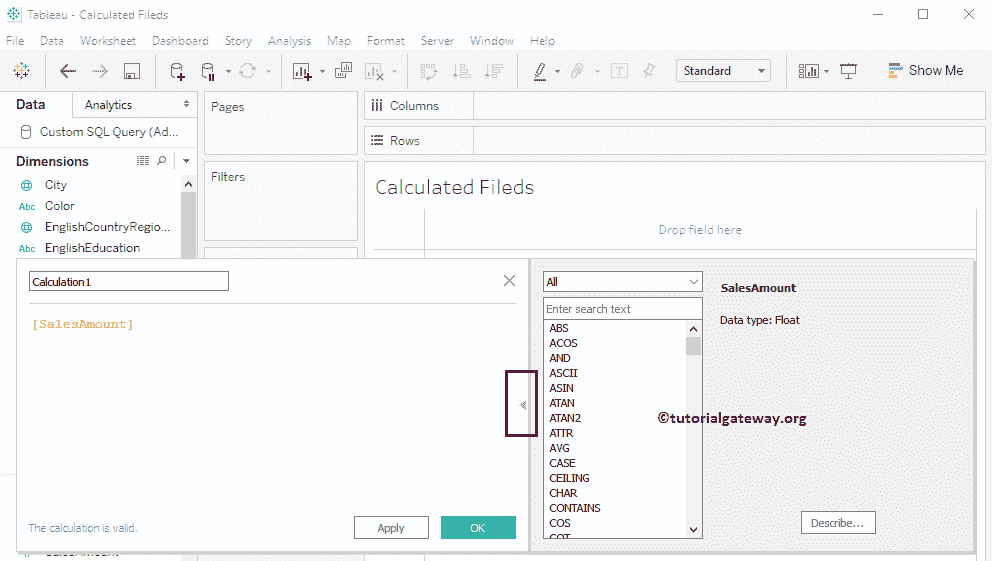 Tableau - Calculated Fileds
File Data Worksheet Dashboard Story Analysis Map Format Server Window Help
Standard
Show Me
Data Analytics
Custom SQL Query (Ad...
Dimensions
City
Abc Color
EnglishCountryRegio...
Abc EnglishEducation
Pages
Filters
Columns
Rows
Calculated Fileds
Drop field here
Calculation1
[SalesAmount]
The calculation is valid.
Apply
OK
All
Enter search text
ABS
ACOS
AND
ASCII
ASIN
ATAN
ATAN2
ATTR
AVG
CASE
CEILING
CHAR
CONTAINS
COS
COT
SalesAmount
Data type: Float
©tutorialgateway.org
Describe...